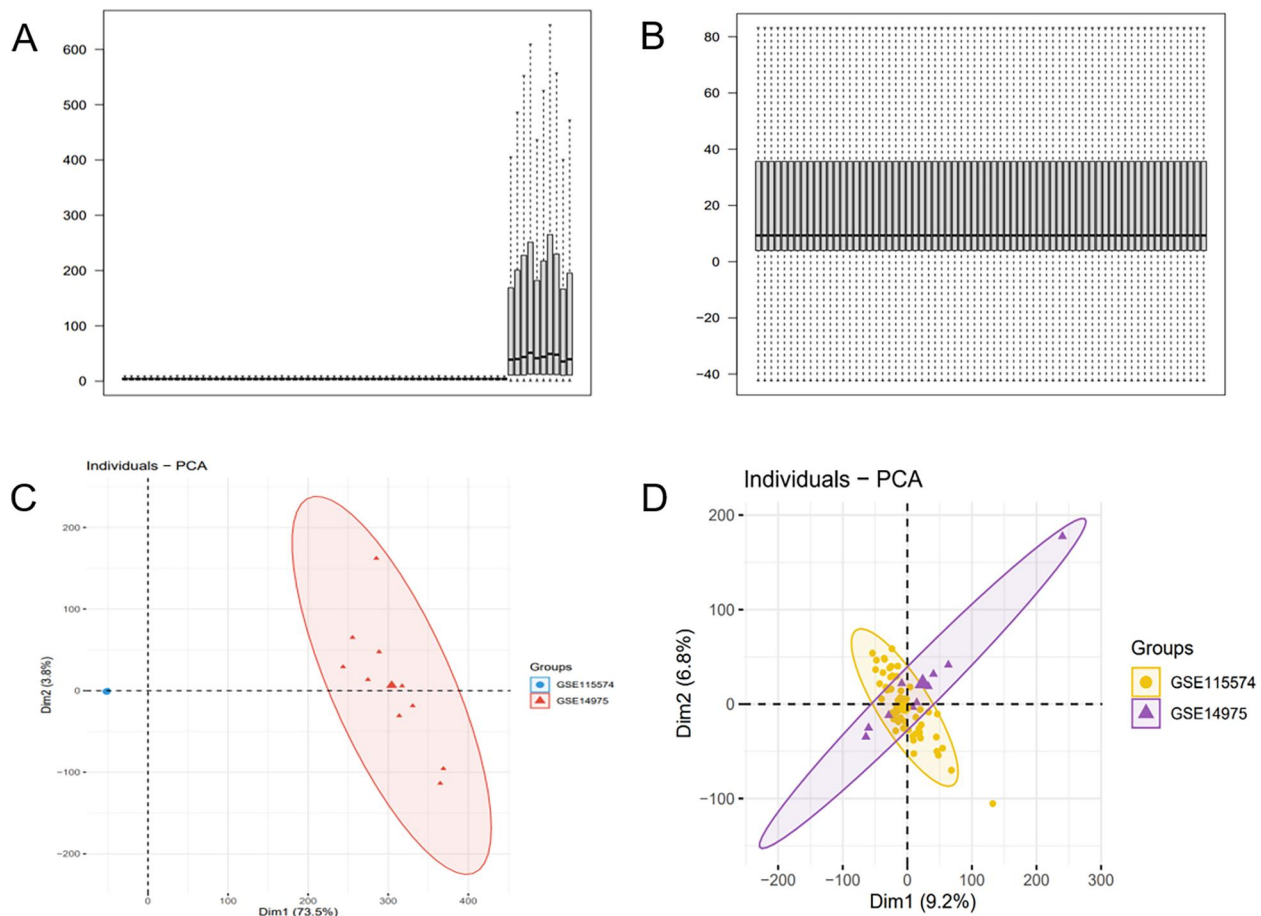 A
600
500
400
300
200
100
0
B
80
60
40
20
0
−20
−40
C
Individuals − PCA
200
100
0
−100
−200
Dim2 (3.8%)
0
100
200
300
400
Dim1 (73.5%)
Groups
GSE115574
GSE14975
D
Individuals − PCA
200
100
0
−100
Dim2 (6.8%)
−200
−100
0
100
200
300
Dim1 (9.2%)
Groups
GSE115574
GSE14975